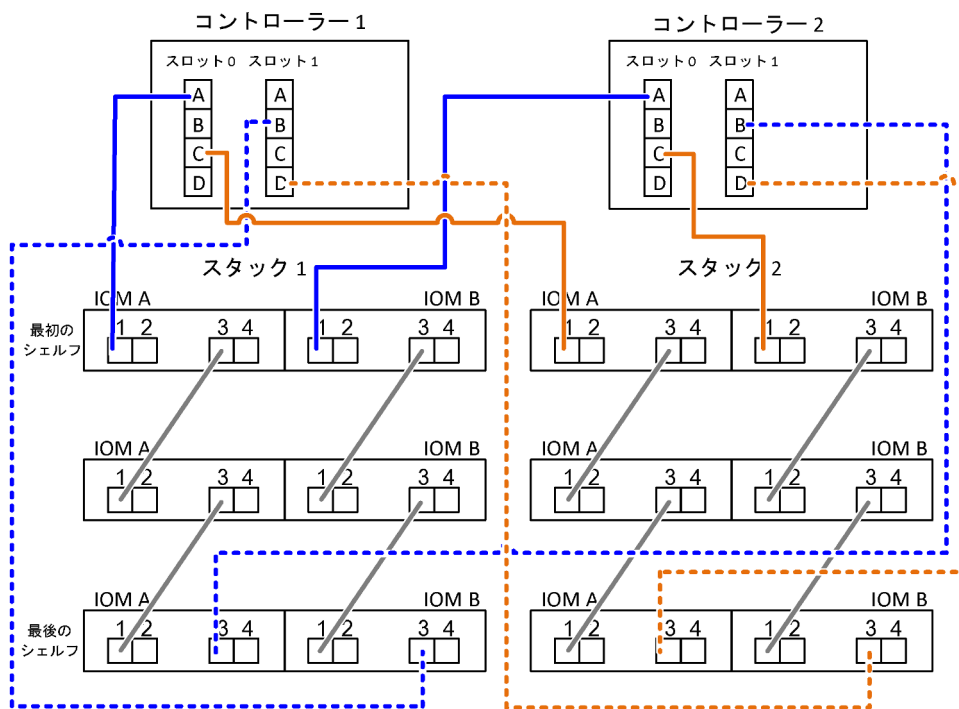 コントローラー 1
コントローラー 2
スロット0 スロット1
スロット0 スロット1
A A
B B
C C
D D
A A
B B
C C
D D
スタック 1
スタック 2
IOM A IOM B
IOM A IOM B
最初の
シェルフ
1 2 3 4 1 2 3 4
1 2 3 4 1 2 3 4
IOM A IOM B
IOM A IOM B
1 2 3 4 1 2 3 4
1 2 3 4 1 2 3 4
IOM A IOM B
IOM A IOM B
最後の
シェルフ
1 2 3 4 1 2 3 4
1 2 3 4 1 2 3 4